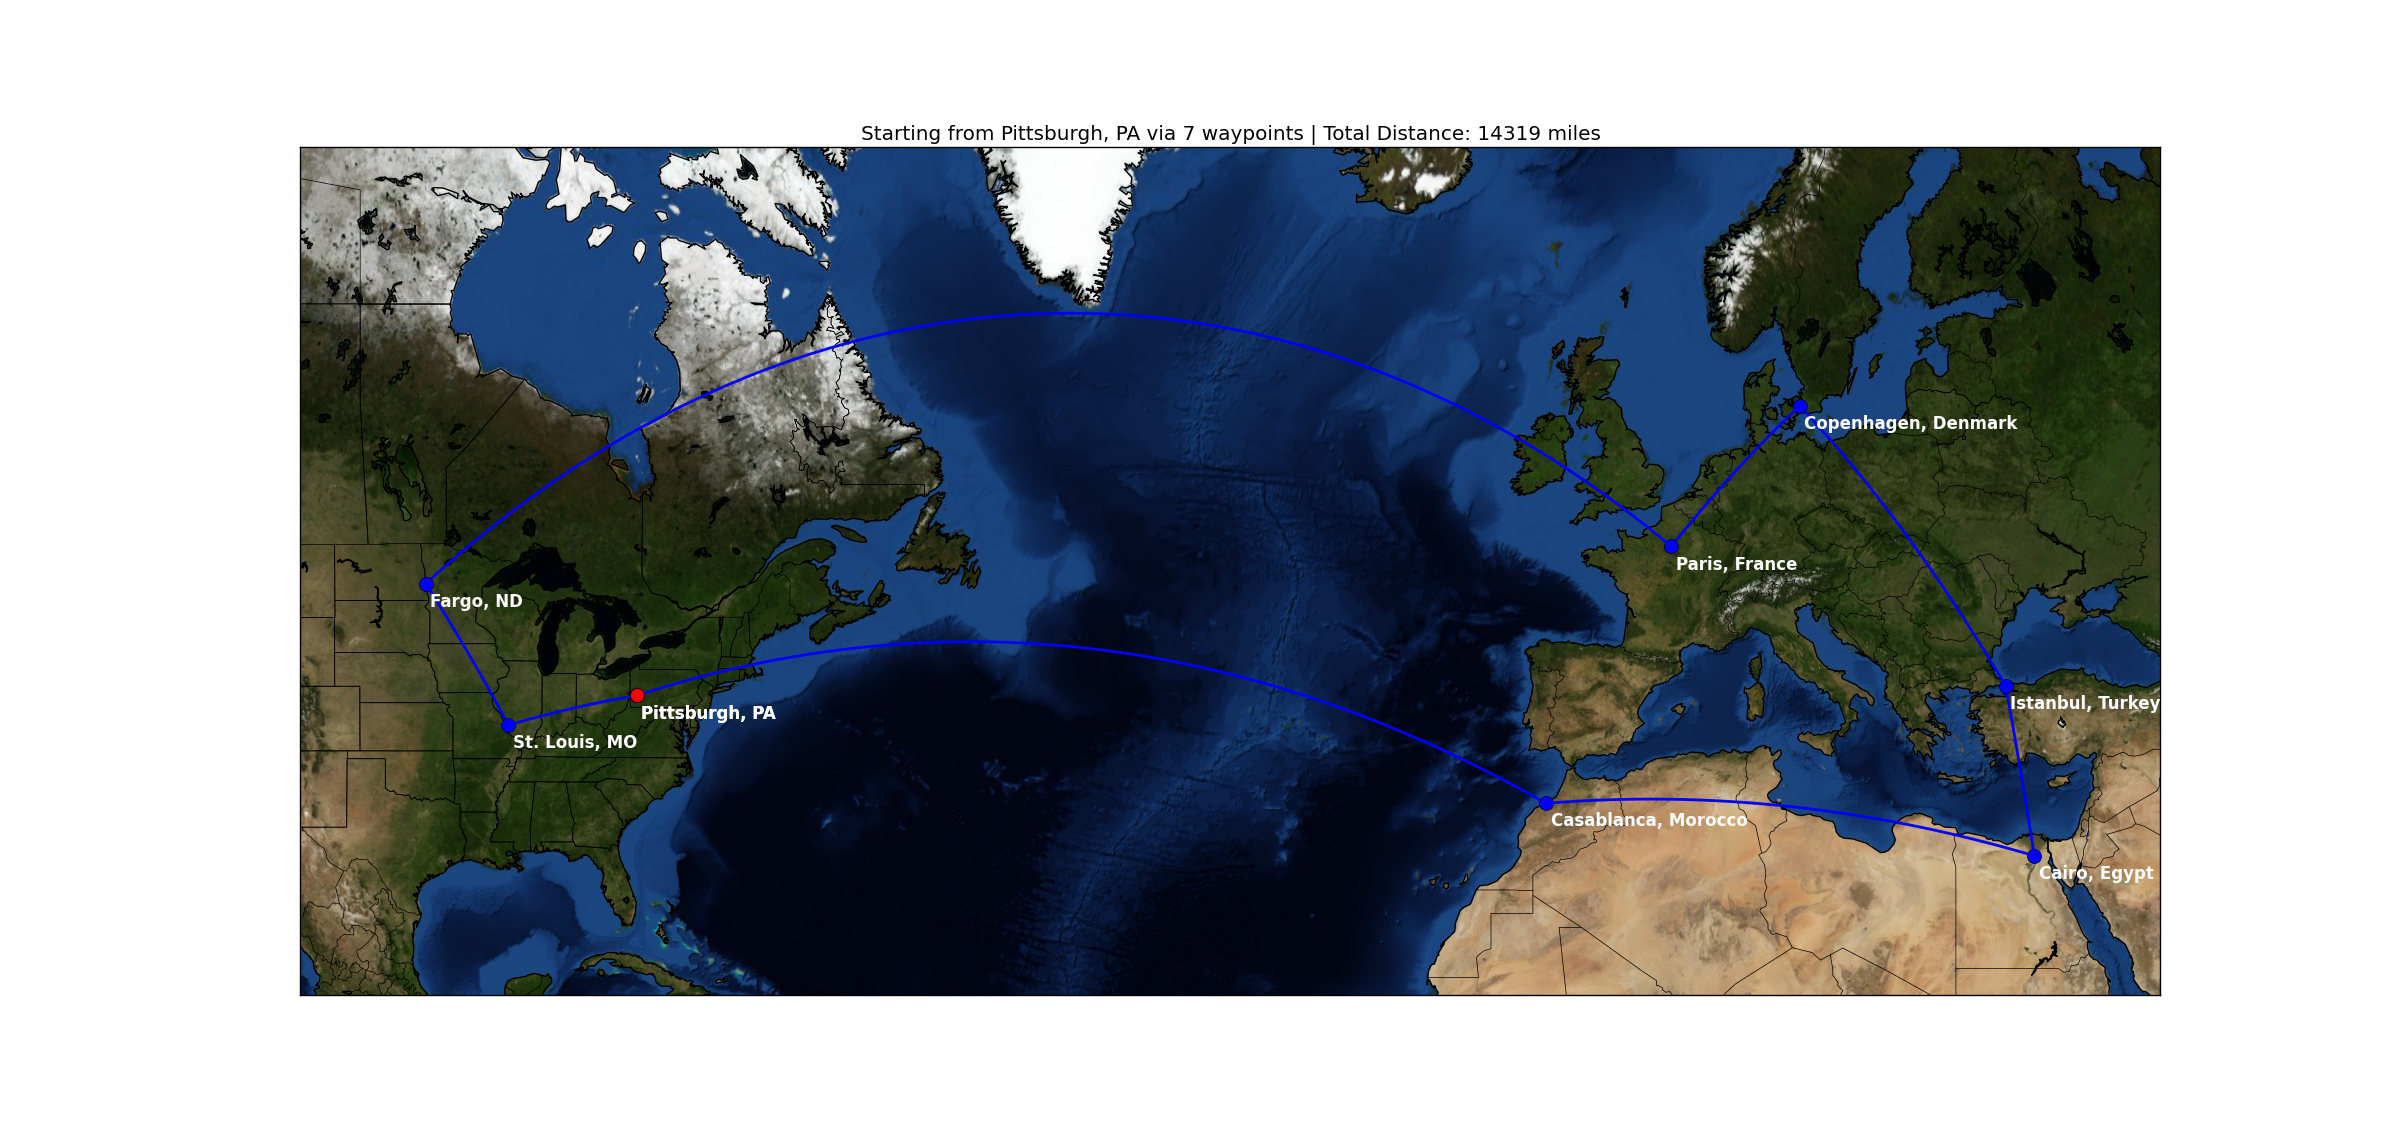 Starting from Pittsburgh, PA via 7 waypoints | Total Distance: 14319 miles
Copenhagen, Denmark
Paris, France
Fargo, ND
Istanbul, Turkey
Pittsburgh, PA
St. Louis, MO
Casablanca, Morocco
Cairo, Egypt